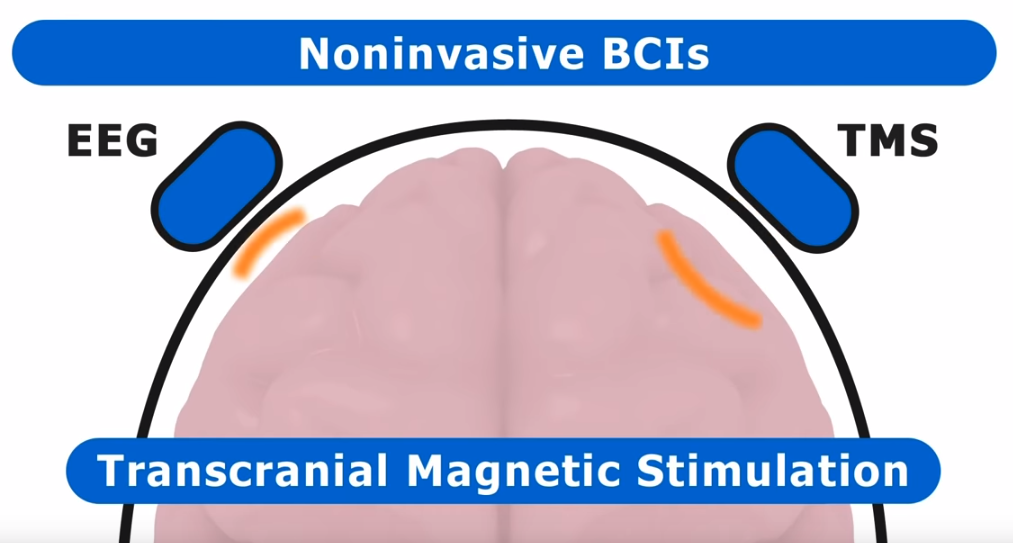 Noninvasive BCIs
EEG
TMS
Transcranial Magnetic Stimulation